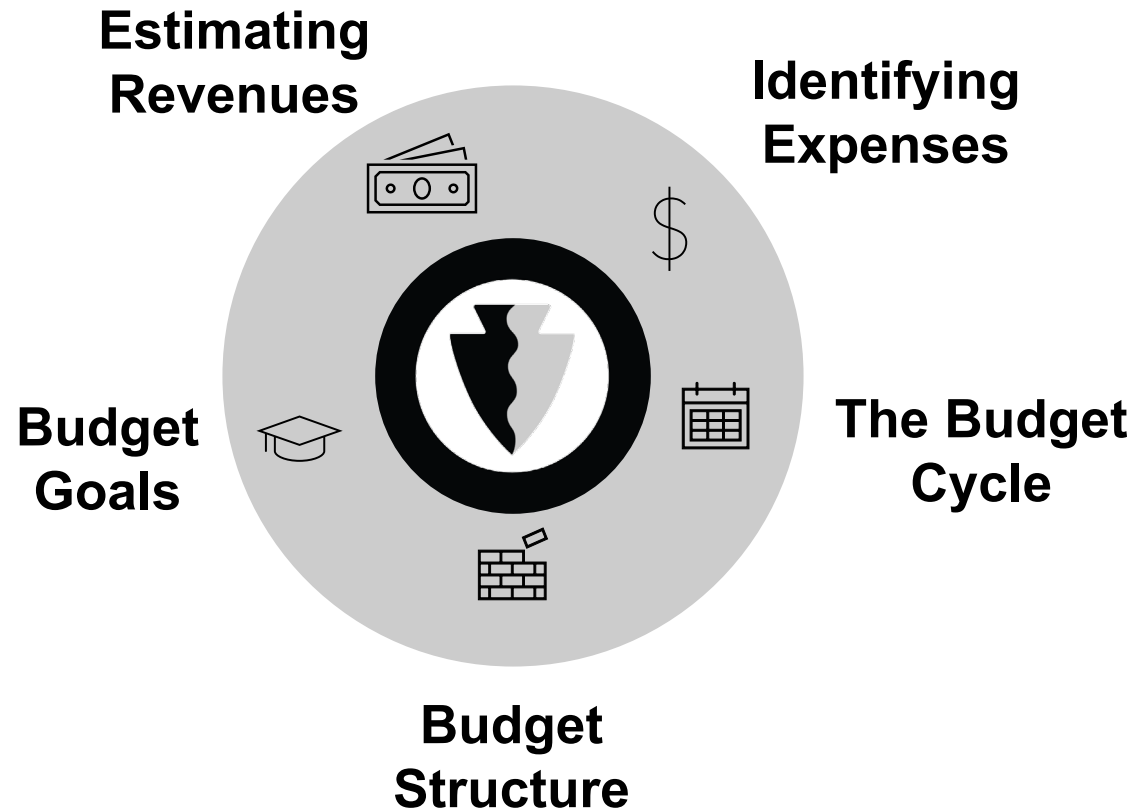 Estimating
Revenues
Identifying
Expenses
The Budget
Cycle
Budget
Structure
Budget
Goals